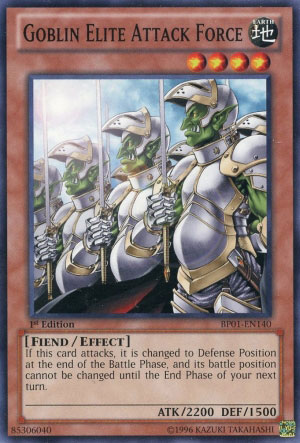 GOBLIN ELITE ATTACK FORCE
EARTH
地
1st Edition
BP01-EN140
[FIEND / EFFECT]
If this card attacks, it is changed to Defense Position
at the end of the Battle Phase, and its battle position
cannot be changed until the End Phase of your next
turn.
ATK/2200 DEF/1500
85306040
©1996 KAZUKI TAKAHASHI